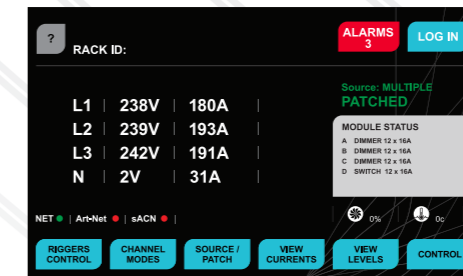 ?
RACK ID:
ALARMS
3
LOG IN
Source: MULTIPLE
PATCHED
L1 | 238V | 180A |
L2 | 239V | 193A |
L3 | 242V | 191A |
N | 2V | 31A |
MODULE STATUS
A DIMMER 12 x 16A
B DIMMER 12 x 16A
C DIMMER 12 x 16A
D SWITCH 12 x 16A
NET | Art-Net | sACN |
0%
0c
RIGGERS
CONTROL
CHANNEL
MODES
SOURCE /
PATCH
VIEW
CURRENTS
VIEW
LEVELS
CONTROL